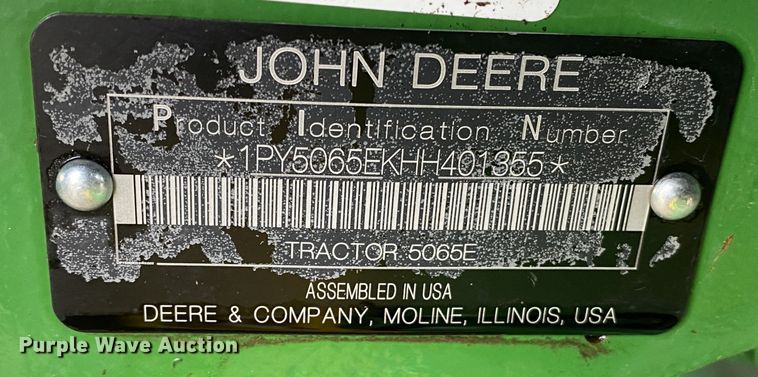 JOHN DEERE
Product Identification Number
*1PY5065EKHH401355*
TRACTOR 5065E
ASSEMBLED IN USA
DEERE & COMPANY, MOLINE, ILLINOIS, USA
Purple Wave Auction